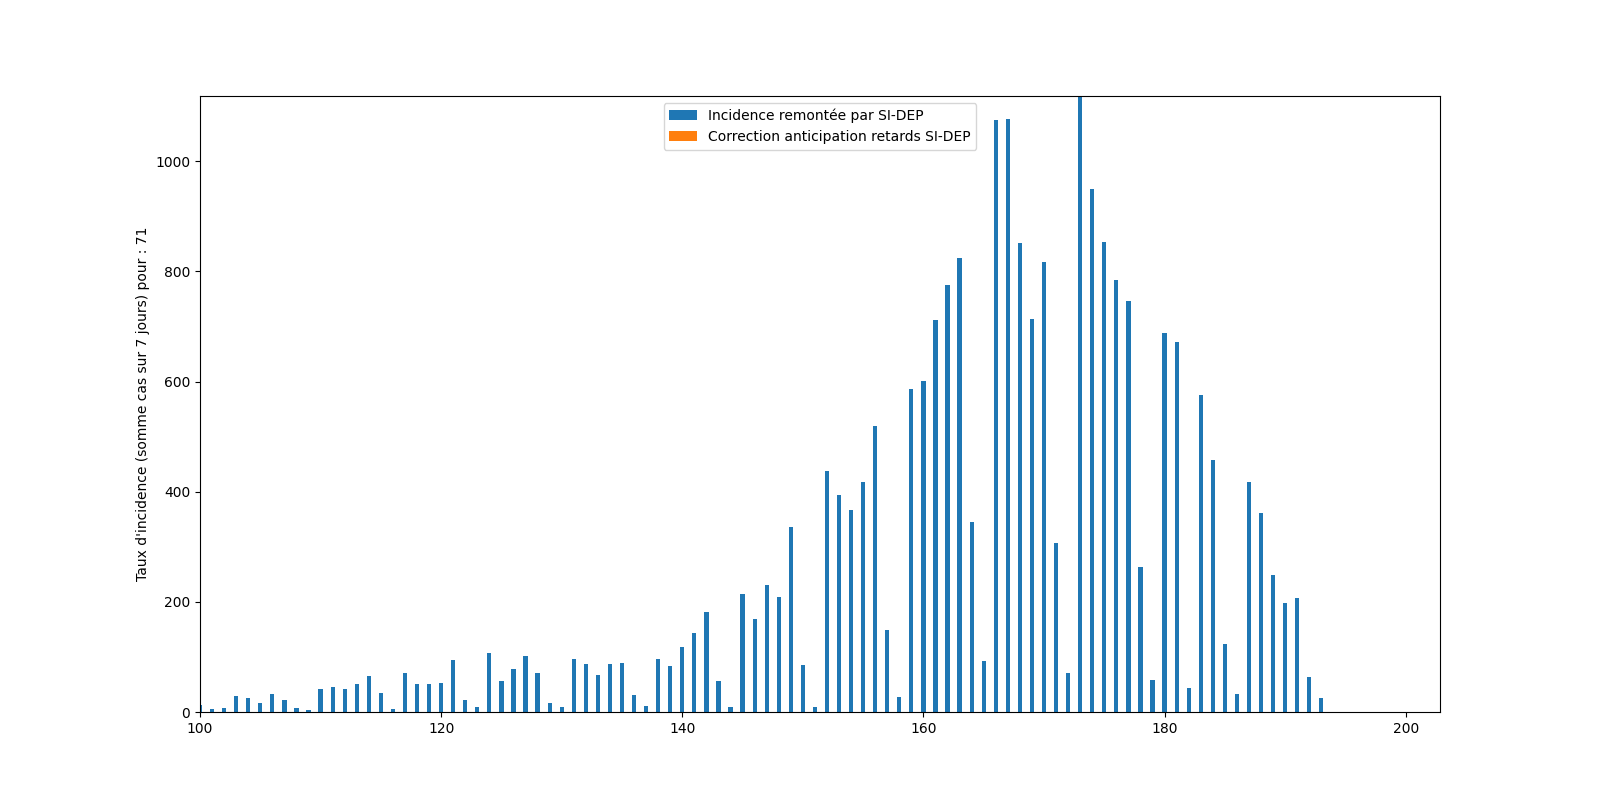 Incidence remontée par SI-DEP
Correction anticipation retards SI-DEP
Taux d'incidence (somme cas sur 7 jours) pour : 71
1000
800
600
400
200
0
100 120 140 160 180 200